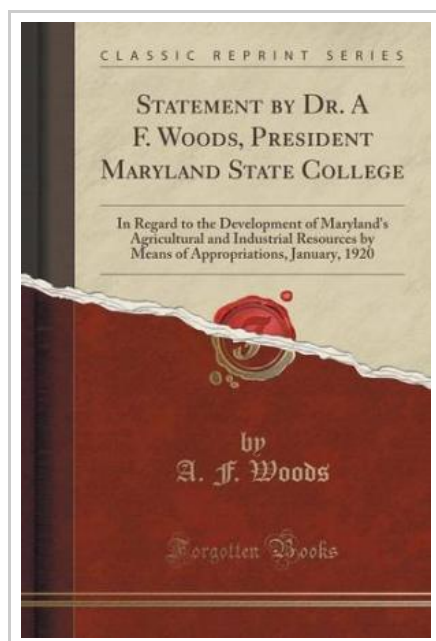 CLASSIC REPRINT SERIES
STATEMENT BY DR. A
F. WOODS, PRESIDENT
MARYLAND STATE COLLEGE
In Regard to the Development of Maryland's
Agricultural and Industrial Resources by
Means of Appropriations, January, 1920
by
A. F. Woods
Forgotten Books